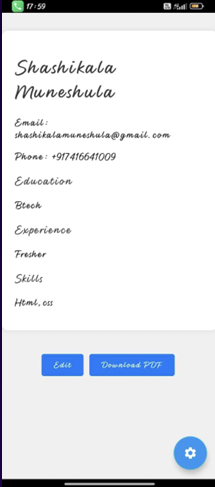 17:59
Shashikala
Muneshula
Email:
shashikalamuneshula@gmail.com
Phone: +917416641009
Education
Btech
Experience
Fresher
Skills
Html, css
Edit
Download PDF